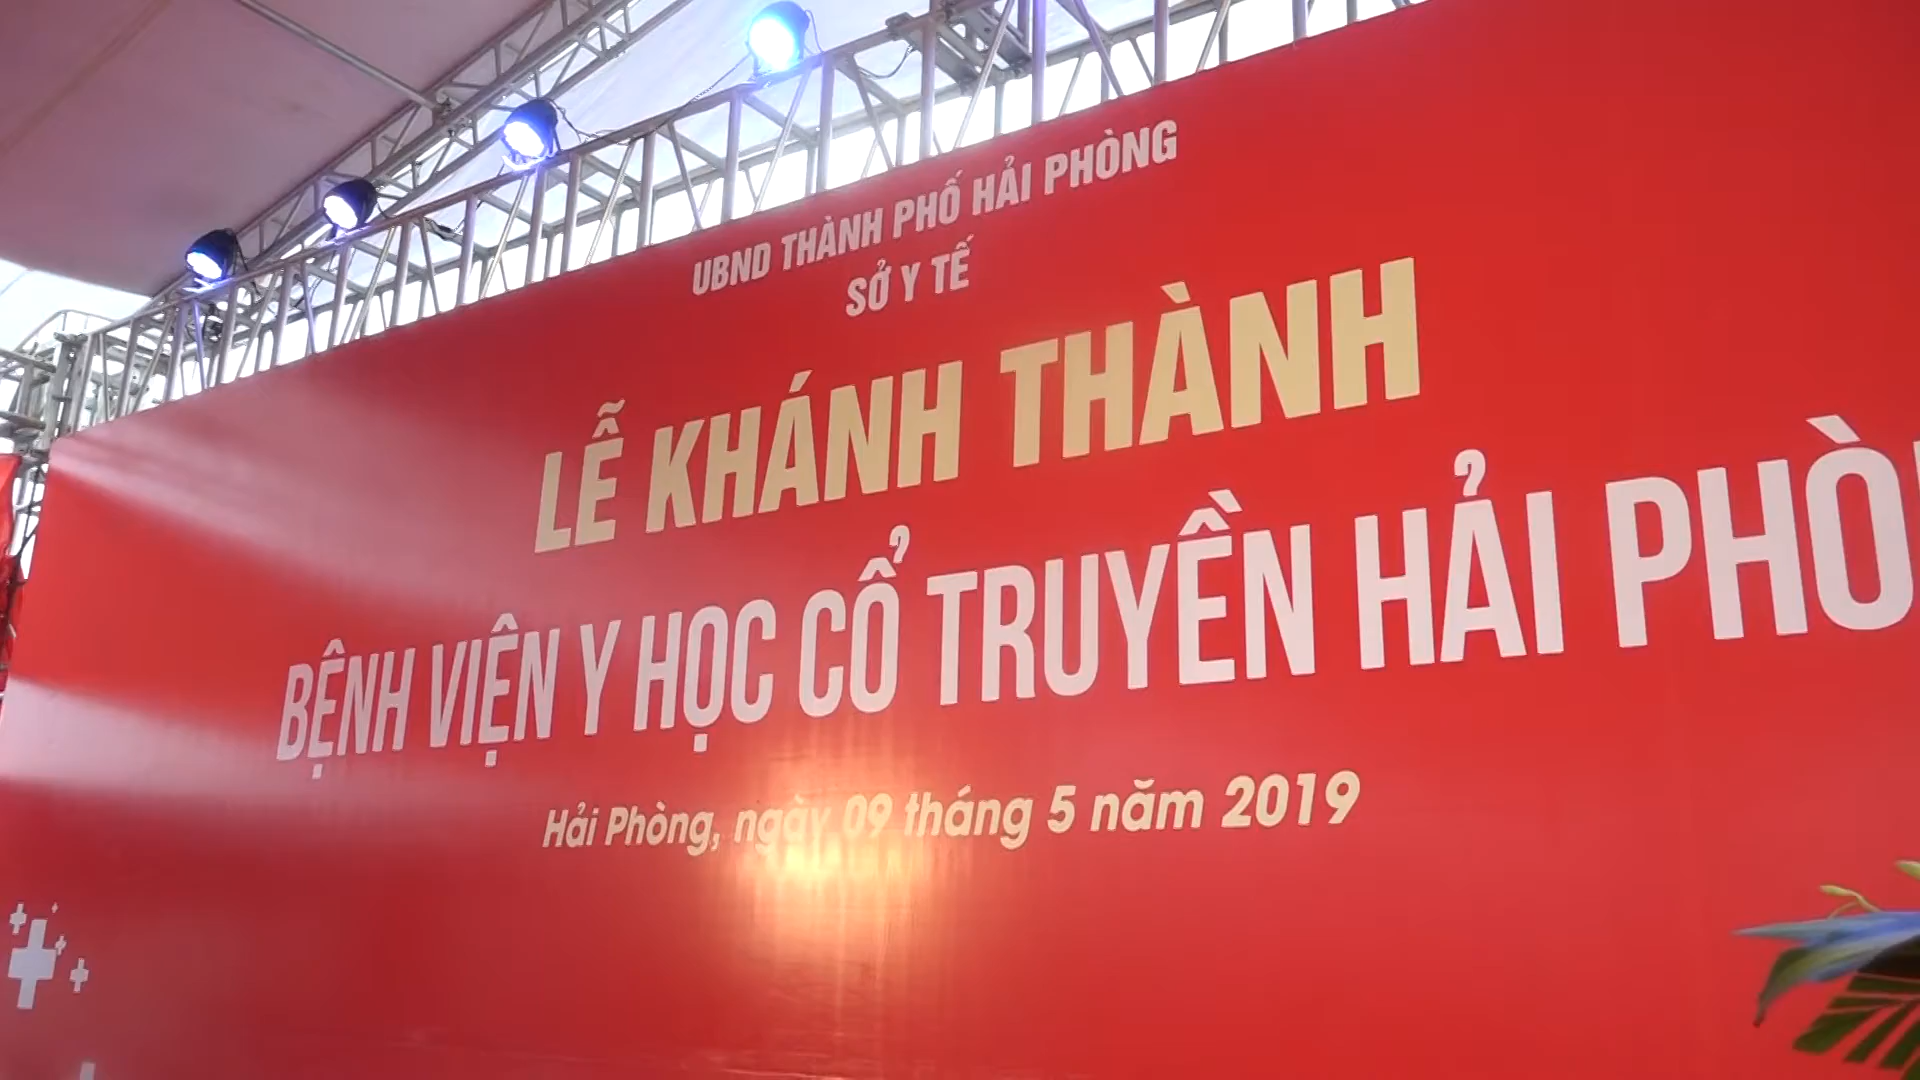 UBND THÀNH PHỐ HẢI PHÒNG
SỞ Y TẾ
LỄ KHÁNH THÀNH
BỆNH VIỆN Y HỌC CỔ TRUYỀN HẢI PHÒ
Hải Phòng, ngày 09 tháng 5 năm 2019